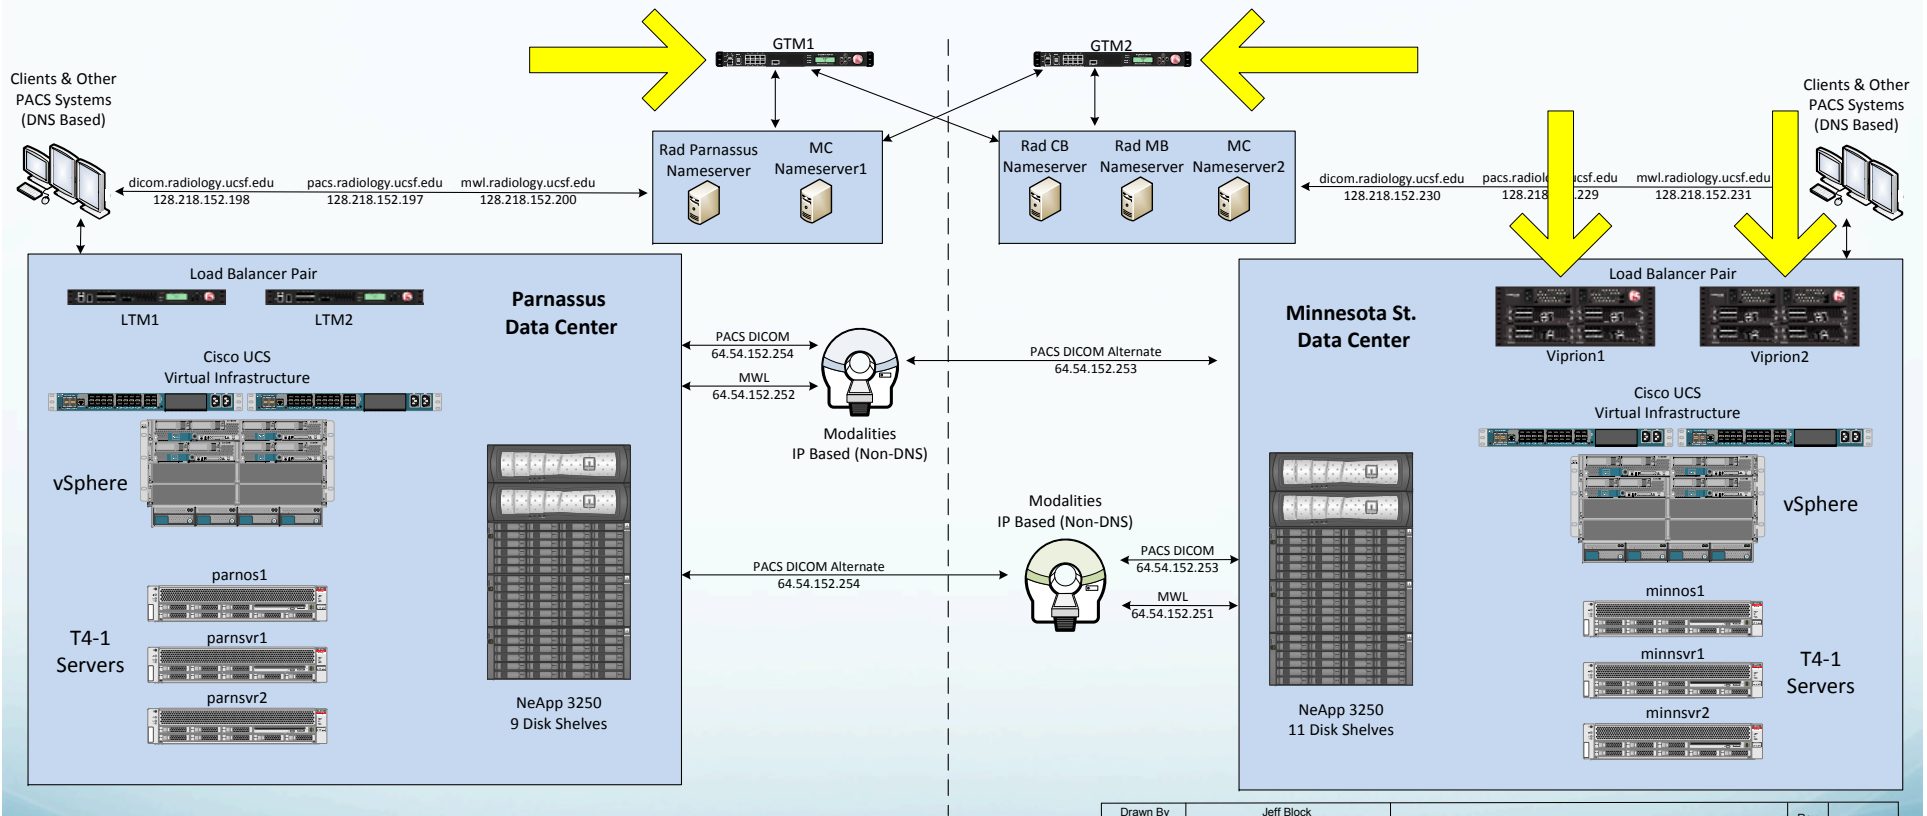 GTM1
GTM2
Clients & Other
PACS Systems
(DNS Based)
Clients & Other
PACS Systems
(DNS Based)
Rad Parnassus
Nameserver
MC
Nameserver1
Rad CB
Nameserver
Rad MB
Nameserver
MC
Nameserver2
dicom.radiology.ucsf.edu
128.218.152.198
pacs.radiology.ucsf.edu
128.218.152.197
mwl.radiology.ucsf.edu
128.218.152.200
dicom.radiology.ucsf.edu
128.218.152.230
ucsf.edu
229
mwl.radiology.ucsf.edu
128.218.152.231
Load Balancer Pair
LTM1
LTM2
Parnassus
Data Center
Cisco UCS
Virtual Infrastructure
vSphere
parnos1
T4-1
Servers
parnsvr1
parnsvr2
NeApp 3250
9 Disk Shelves
PACS DICOM
64.54.152.254
MWL
64.54.152.252
Modalities
IP Based (Non-DNS)
PACS DICOM Alternate
64.54.152.253
PACS DICOM Alternate
64.54.152.254
Modalities
IP Based (Non-DNS)
PACS DICOM
64.54.152.253
MWL
64.54.152.251
Minnesota St.
Data Center
Load Balancer Pair
Viprion1
Viprion2
Cisco UCS
Virtual Infrastructure
vSphere
minnos1
minnsvr1
T4-1
Servers
minnsvr2
NeApp 3250
11 Disk Shelves
Drawn By
Jeff Block